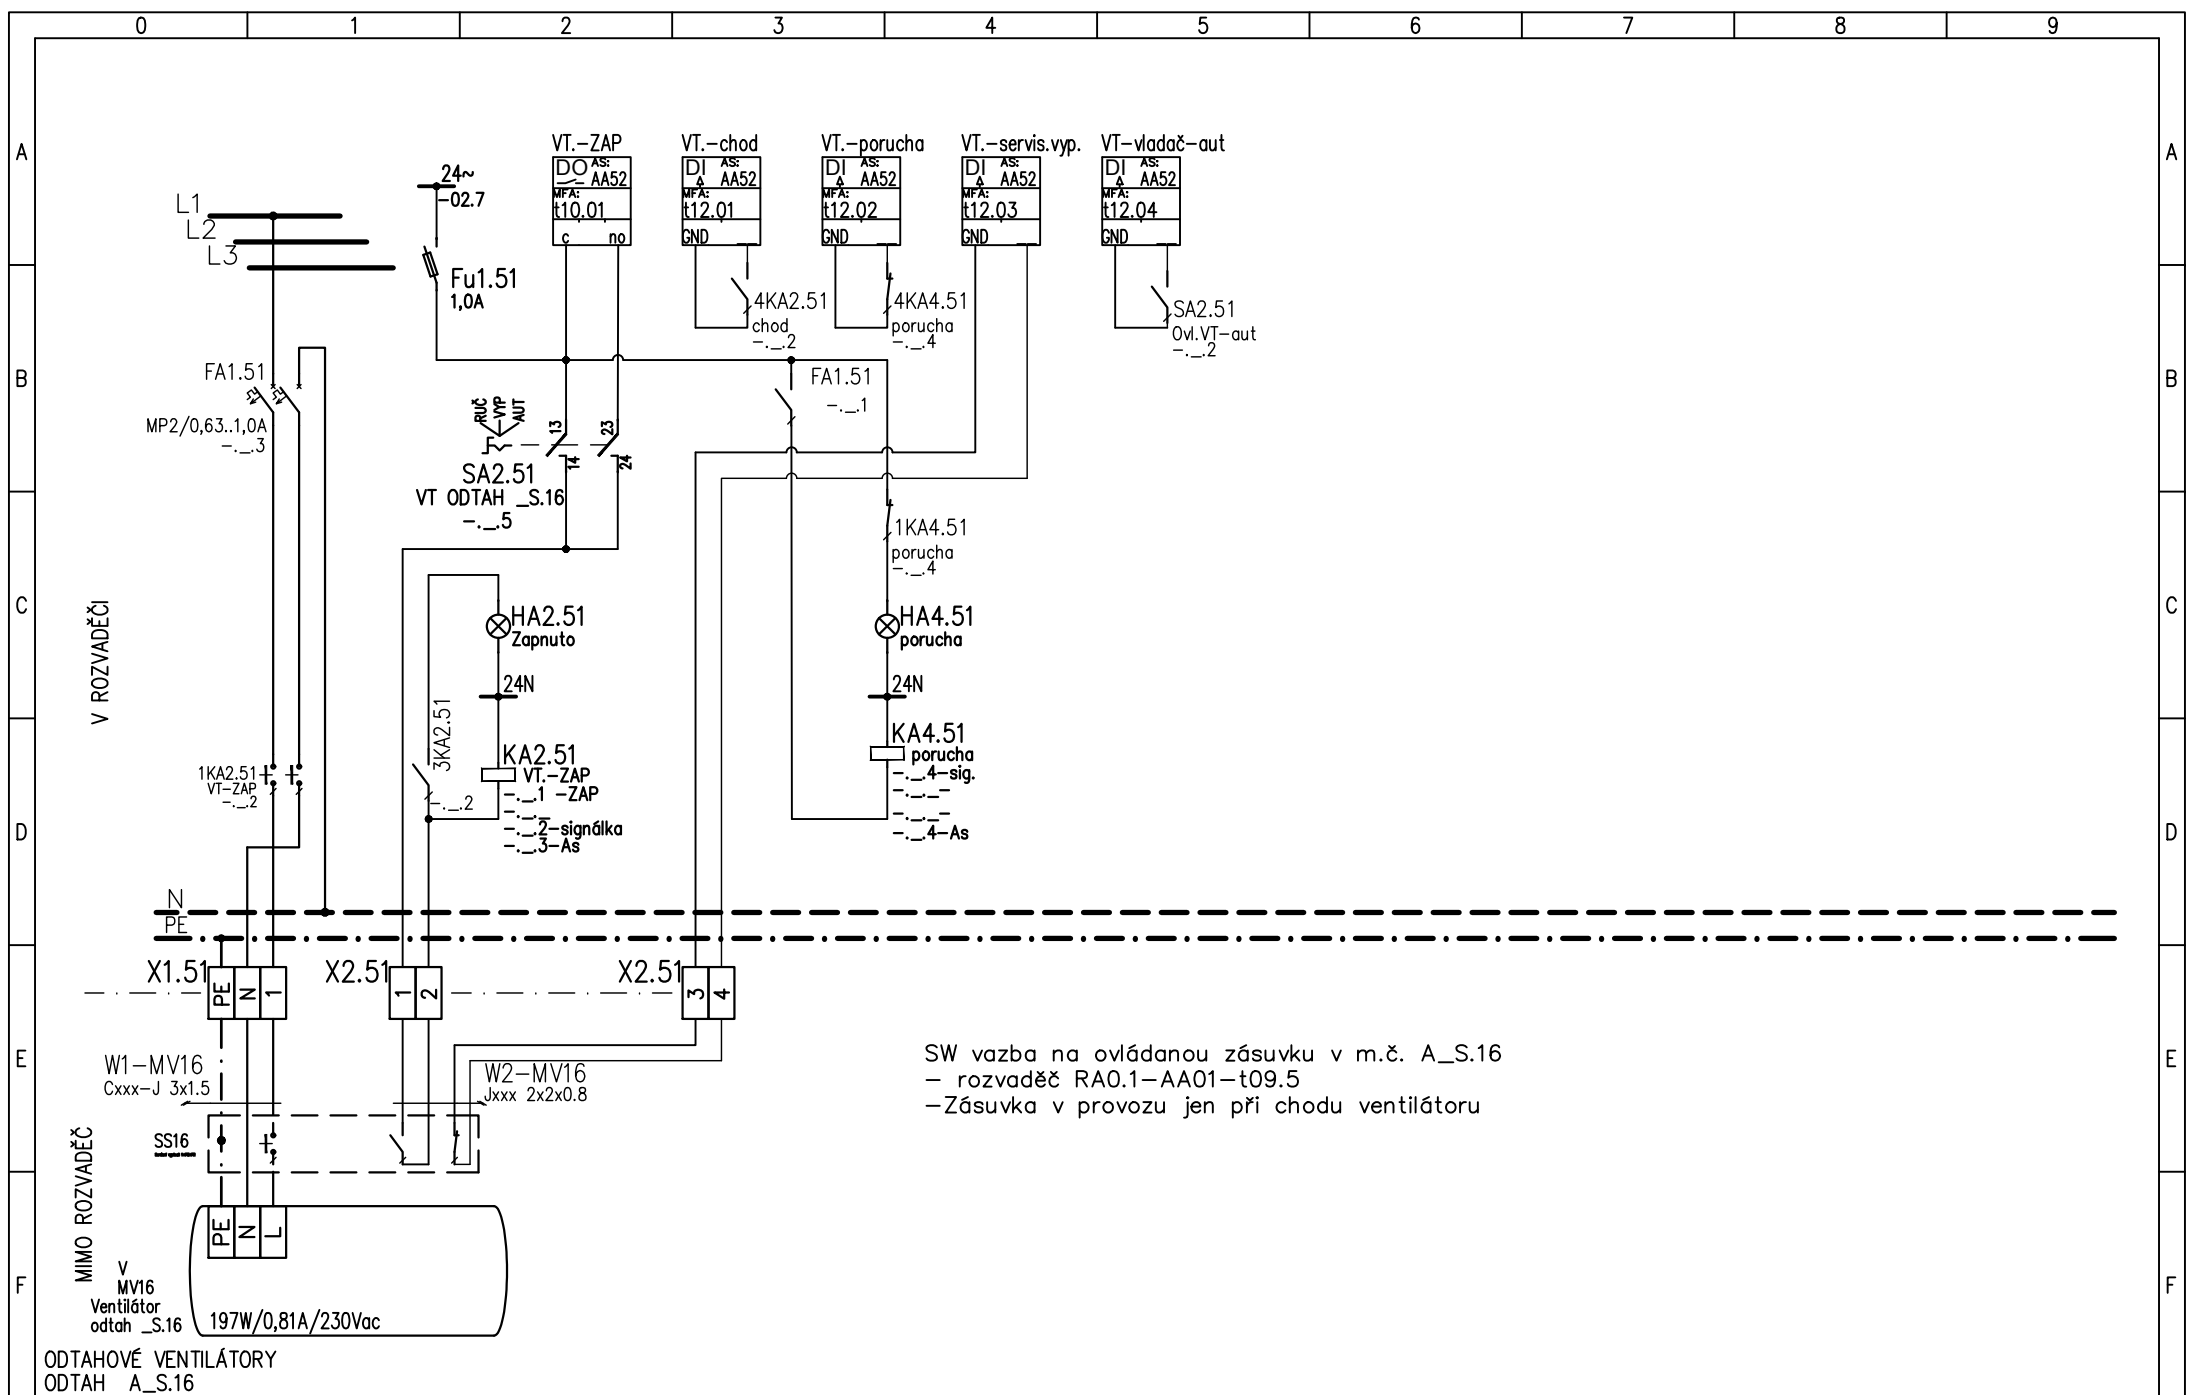 0 1 2 3 4 5 6 7 8 9
A
A
VT.-ZAP
DO AS:
AA52
MFA:
t10.01
c no
VT.-chod
DI AS:
AA52
MFA:
t12.01
GND __
VT.-porucha
DI AS:
AA52
MFA:
t12.02
GND __
VT.-servis.vyp.
DI AS:
AA52
MFA:
t12.03
GND __
VT-vladač-aut
DI AS:
AA52
MFA:
t12.04
GND __
24~
-02.7
L1
L2
L3
Fu1.51
1,0A
4KA2.51
chod
-._.2
4KA4.51
porucha
-._.4
SA2.51
Ovl.VT-aut
-._.2
B
B
FA1.51
MP2/0,63..1,0A
-._.3
RUČ
VYP
AUT
13
14
23
24
SA2.51
VT ODTAH _S.16
-._.5
FA1.51
-._.1
1KA4.51
porucha
-._.4
C
C
V ROZVADĚČI
HA2.51
Zapnuto
24N
HA4.51
porucha
24N
3KA2.51
-._.2
KA2.51
VT.-ZAP
-._.1 -ZAP
-._._
-._.2-signálka
-._.3-As
KA4.51
porucha
-._.4-sig.
-._._-
-._._-
-._.4-As
1KA2.51
VT-ZAP
-._.2
D
D
N
PE
X1.51
PE N 1
X2.51
1 2
X2.51
3 4
E
E
W1-MV16
Cxxx-J 3x1.5
W2-MV16
Jxxx 2x2x0.8
SW vazba na ovládanou zásuvku v m.č. A_S.16
- rozvaděč RA0.1-AA01-t09.5
-Zásuvka v provozu jen při chodu ventilátoru
SS16
MIMO ROZVADĚČ
PE N L
F
F
V
MV16
Ventilátor
odtah _S.16
197W/0,81A/230Vac
ODTAHOVÉ VENTILÁTORY
ODTAH A_S.16